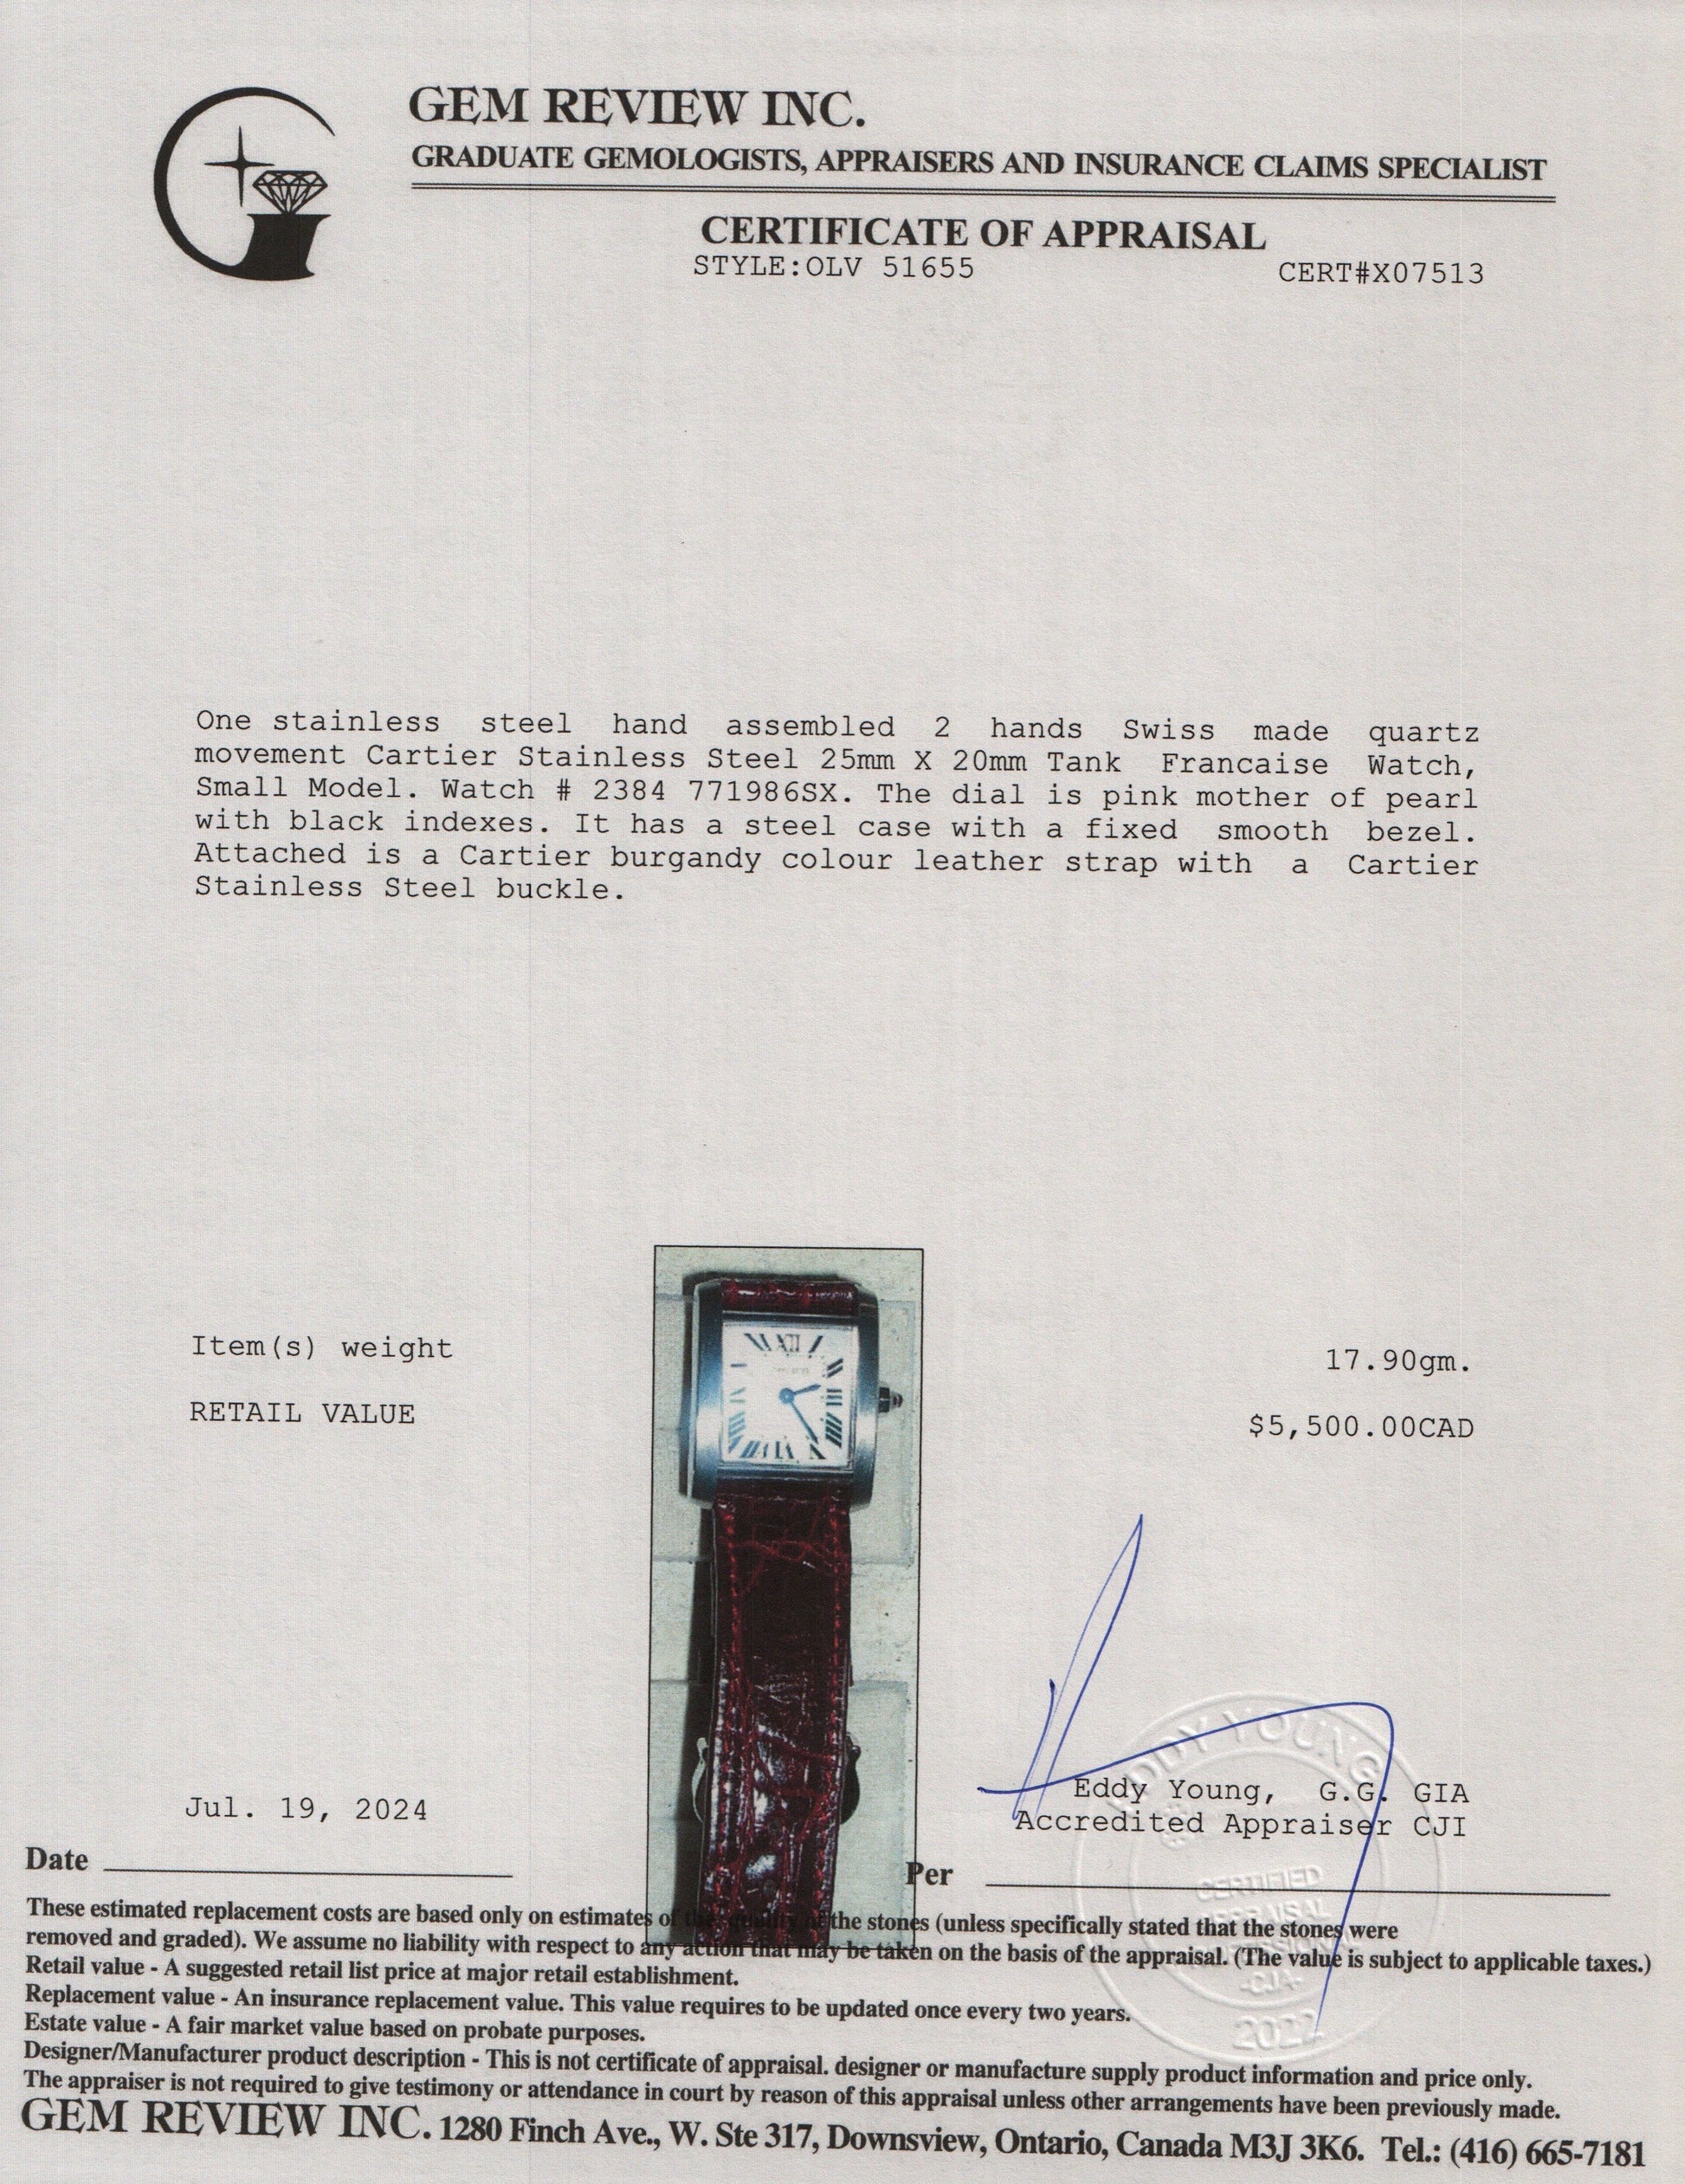 GEM REVIEW INC.
GRADUATE GEMOLOGISTS, APPRAISERS AND INSURANCE CLAIMS SPECIALIST
CERTIFICATE OF APPRAISAL
STYLE:OLV 51655
CERT#X07513
One stainless steel hand assembled 2 hands Swiss made quartz
movement Cartier Stainless Steel 25mm X 20mm Tank Francaise Watch,
Small Model. Watch # 2384 771986SX. The dial is pink mother of pearl
with black indexes. It has a steel case with a fixed smooth bezel.
Attached is a Cartier burgandy colour leather strap with a Cartier
Stainless Steel buckle.
Item(s) weight 17.90gm.
RETAIL VALUE $5,500.00CAD
Jul. 19, 2024
Eddy Young, G.G. GIA
Accredited Appraiser CJI
Date
Per
EDDY YOUNG
CERTIFIED
APPRAISAL
-CJA-
2022
These estimated replacement costs are based only on estimates of the quality of the stones (unless specifically stated that the stones were
removed and graded). We assume no liability with respect to any action that may be taken on the basis of the appraisal. (The value is subject to applicable taxes.)
Retail value - A suggested retail list price at major retail establishment.
Replacement value - An insurance replacement value. This value requires to be updated once every two years.
Estate value - A fair market value based on probate purposes.
Designer/Manufacturer product description - This is not certificate of appraisal. designer or manufacture supply product information and price only.
The appraiser is not required to give testimony or attendance in court by reason of this appraisal unless other arrangements have been previously made.
GEM REVIEW INC. 1280 Finch Ave., W. Ste 317, Downsview, Ontario, Canada M3J 3K6. Tel.: (416) 665-7181